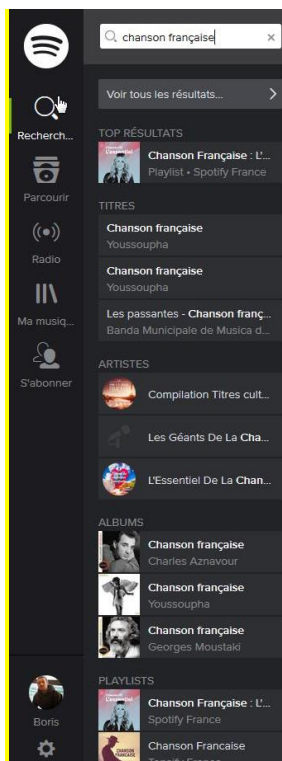 chanson française
Recherch...
Parcourir
Radio
Ma musiq...
S'abonner
Boris
Voir tous les résultats...
TOP RÉSULTATS
Chanson Française : L'...
Playlist • Spotify France
TITRES
Chanson française
Youssoupha
Chanson française
Youssoupha
Les passantes - Chanson franç...
Banda Municipale de Musica d...
ARTISTES
Compilation Titres cult...
Les Géants De La Cha...
L'Essentiel De La Chan...
ALBUMS
Chanson française
Charles Aznavour
Chanson française
Youssoupha
Chanson française
Georges Moustaki
PLAYLISTS
Chanson Française : L'...
Spotify France
Chanson Francaise